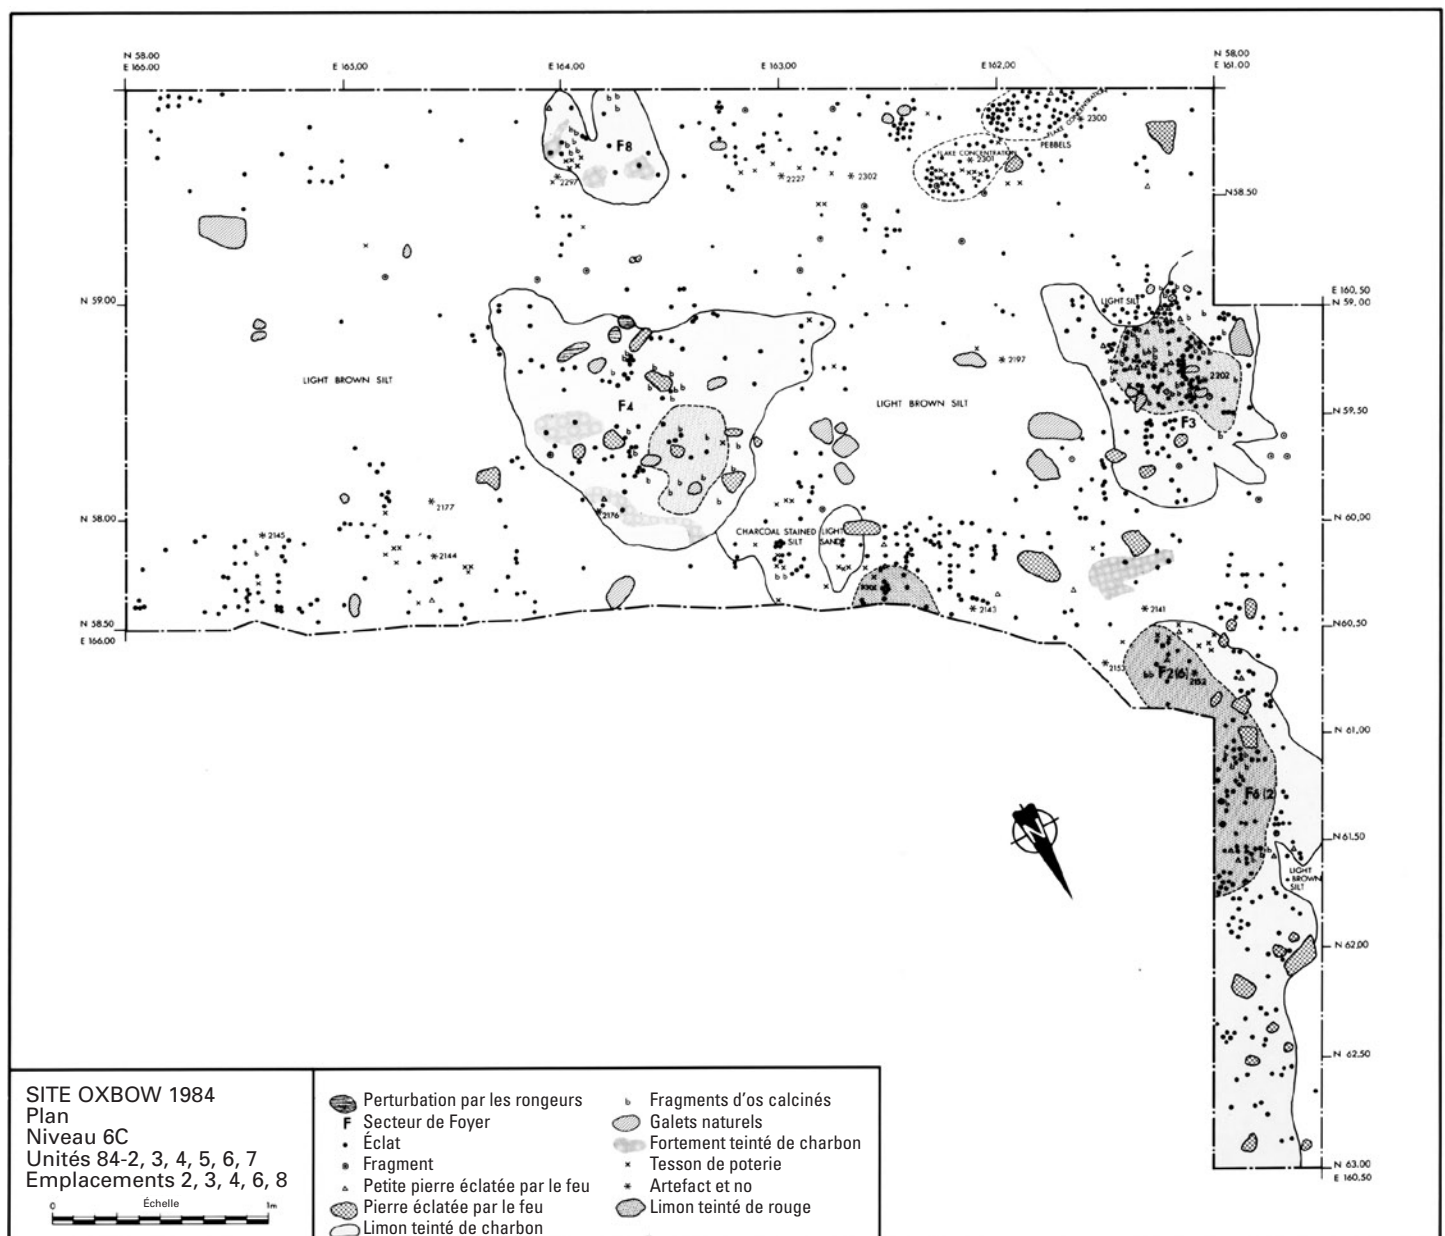 N 58.00
E 166.00
E 165.00
E 164,00
E 163.00
E 162,00
N 58,00
E 161.00
F8
2297
2227
2302
FLAKE CONCENTRATION
2301
FLAKE CONCENTRATION
2300
PEBBELS
N58.50
N 59.00
E 160,50
N 59,00
LIGHT SILT
LIGHT BROWN SILT
F4
LIGHT BROWN SILT
2197
2202
F3
N 59,50
2177
2176
N 58.00
2145
2144
CHARCOAL STAINED
SILT
LIGHT
SAND
N 60,00
2143
2141
N 58.50
E 166.00
N60,50
2153
F2(6)
2152
N 61,00
F6(2)
N 61,50
LIGHT
BROWN
SILT
N
N 62,00
N 62,50
N 63.00
E 160,50
SITE OXBOW 1984
Plan
Niveau 6C
Unités 84-2, 3, 4, 5, 6, 7
Emplacements 2, 3, 4, 6, 8
Échelle
0 1m
Perturbation par les rongeurs
F Secteur de Foyer
Éclat
Fragment
Petite pierre éclatée par le feu
Pierre éclatée par le feu
Limon teinté de charbon
b Fragments d'os calcinés
Galets naturels
Fortement teinté de charbon
x Tesson de poterie
* Artefact et no
Limon teinté de rouge